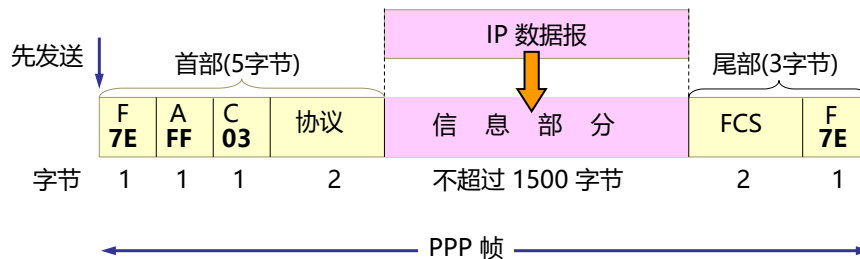 IP 数据报
先发送
首部(5字节)
尾部(3字节)
F A C 协议 信 息 部 分 FCS F
7E FF 03 7E
字节 1 1 1 2 不超过 1500 字节 2 1
PPP 帧